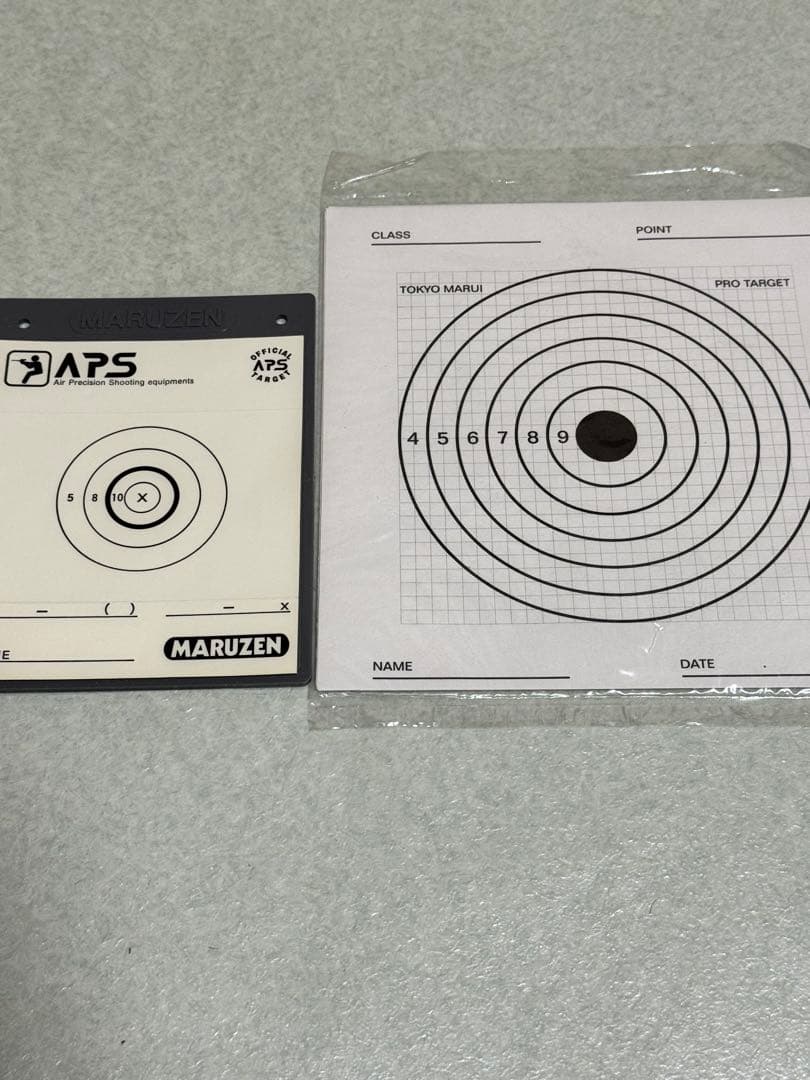 MARUZEN
APS
Air Precision Shooting equipments
OFFICIAL
APS
TARGET
5 8 10 X
– ( ) – X
E
MARUZEN
CLASS
POINT
TOKYO MARUI
PRO TARGET
4 5 6 7 8 9
NAME
DATE